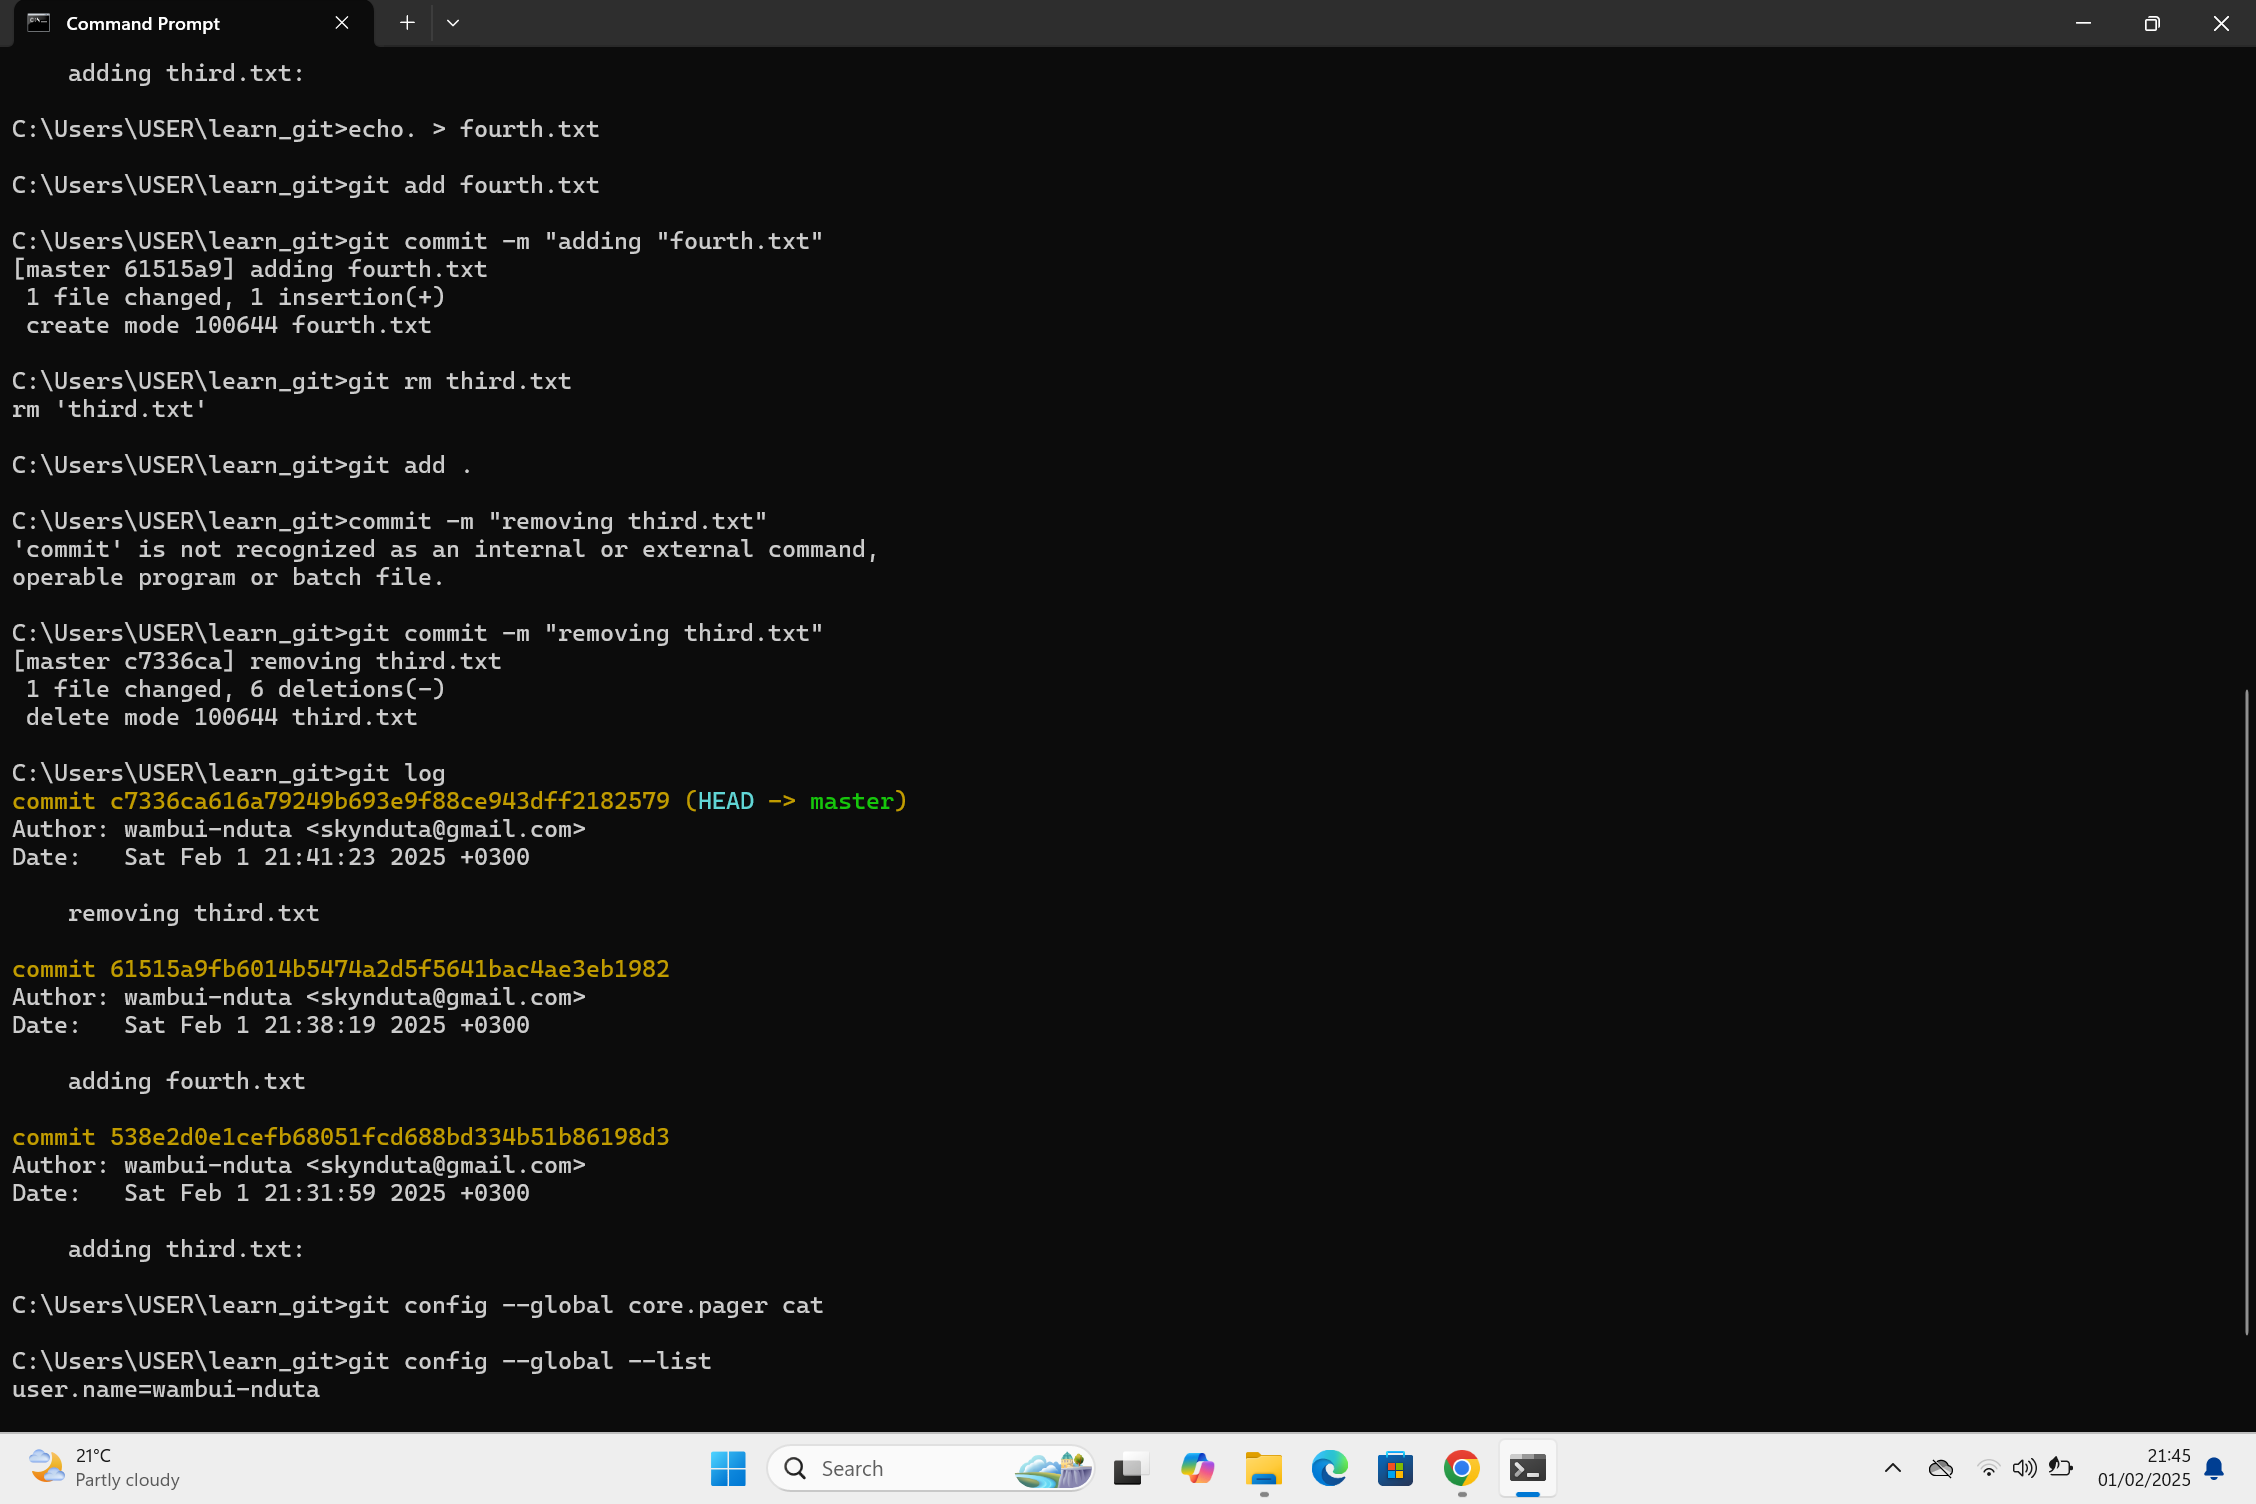 Command Prompt
adding third.txt:
C:\Users\USER\learn_git>echo. > fourth.txt
C:\Users\USER\learn_git>git add fourth.txt
C:\Users\USER\learn_git>git commit -m "adding "fourth.txt"
[master 61515a9] adding fourth.txt
1 file changed, 1 insertion(+)
create mode 100644 fourth.txt
C:\Users\USER\learn_git>git rm third.txt
rm 'third.txt'
C:\Users\USER\learn_git>git add .
C:\Users\USER\learn_git>commit -m "removing third.txt"
'commit' is not recognized as an internal or external command,
operable program or batch file.
C:\Users\USER\learn_git>git commit -m "removing third.txt"
[master c7336ca] removing third.txt
1 file changed, 6 deletions(-)
delete mode 100644 third.txt
C:\Users\USER\learn_git>git log
commit c7336ca616a79249b693e9f88ce943dff2182579 (HEAD -> master)
Author: wambui-nduta <skynduta@gmail.com>
Date:   Sat Feb 1 21:41:23 2025 +0300
removing third.txt
commit 61515a9fb6014b5474a2d5f5641bac4ae3eb1982
Author: wambui-nduta <skynduta@gmail.com>
Date:   Sat Feb 1 21:38:19 2025 +0300
adding fourth.txt
commit 538e2d0e1cefb68051fcd688bd334b51b86198d3
Author: wambui-nduta <skynduta@gmail.com>
Date:   Sat Feb 1 21:31:59 2025 +0300
adding third.txt:
C:\Users\USER\learn_git>git config --global core.pager cat
C:\Users\USER\learn_git>git config --global --list
user.name=wambui-nduta
21°C
Partly cloudy
Search
21:45
01/02/2025